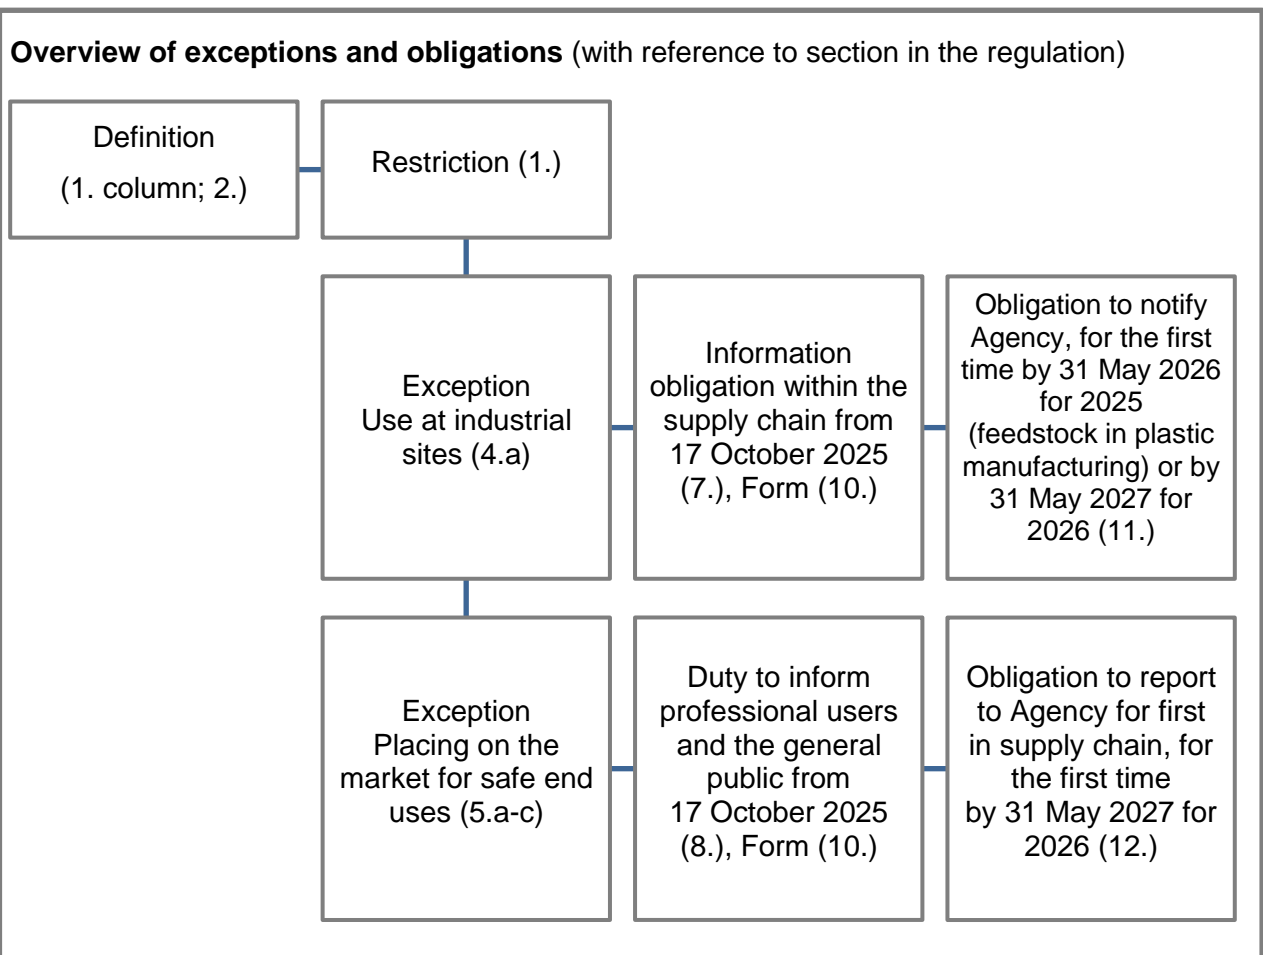 Overview of exceptions and obligations (with reference to section in the regulation)
Definition
(1. column; 2.)
Restriction (1.)
Exception
Use at industrial
sites (4.a)
Information
obligation within the
supply chain from
17 October 2025
(7.), Form (10.)
Obligation to notify
Agency, for the first
time by 31 May 2026
for 2025
(feedstock in plastic
manufacturing) or by
31 May 2027 for
2026 (11.)
Exception
Placing on the
market for safe end
uses (5.a-c)
Duty to inform
professional users
and the general
public from
17 October 2025
(8.), Form (10.)
Obligation to report
to Agency for first
in supply chain, for
the first time
by 31 May 2027 for
2026 (12.)